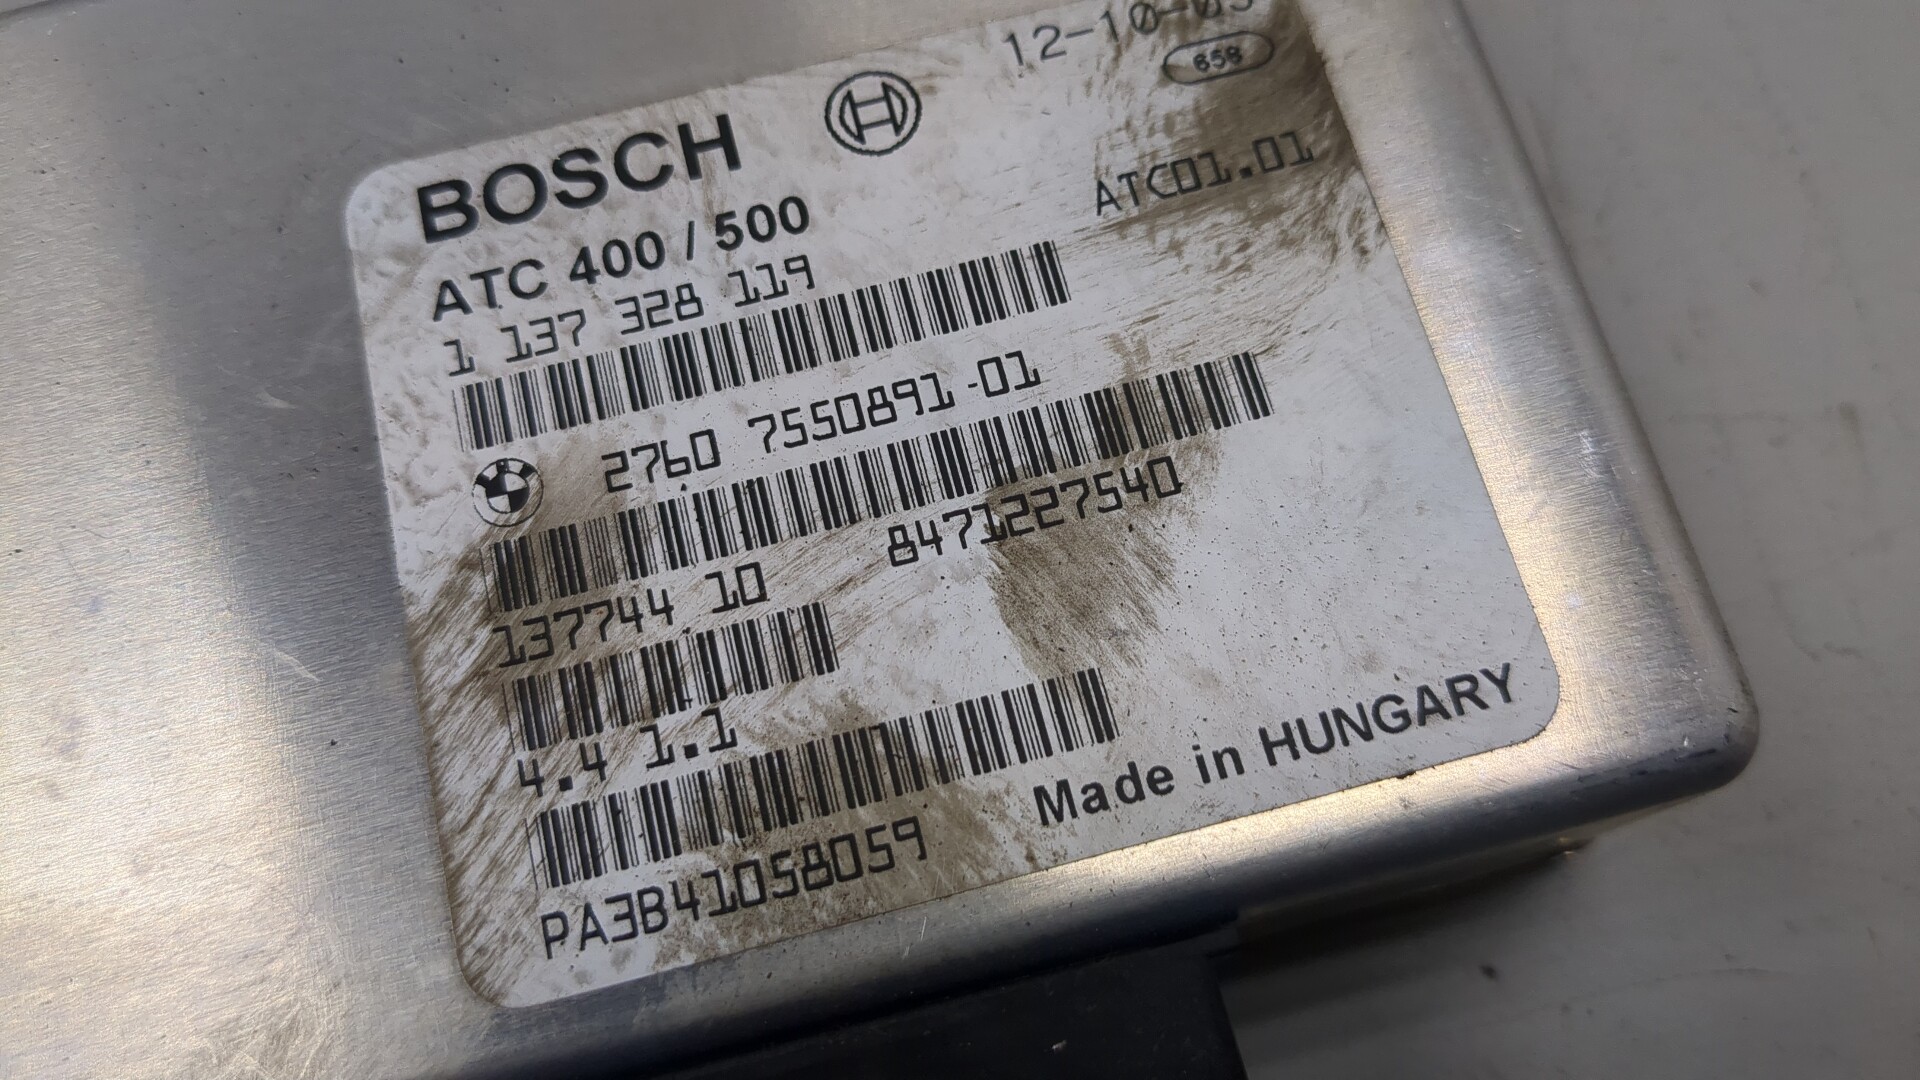 12-10-05
658
BOSCH
ATC01.01
ATC 400 / 500
1 137 328 119
2760 7550891-01
8471227540
137744 10
4.4 1.1
Made in HUNGARY
PA3B41058059